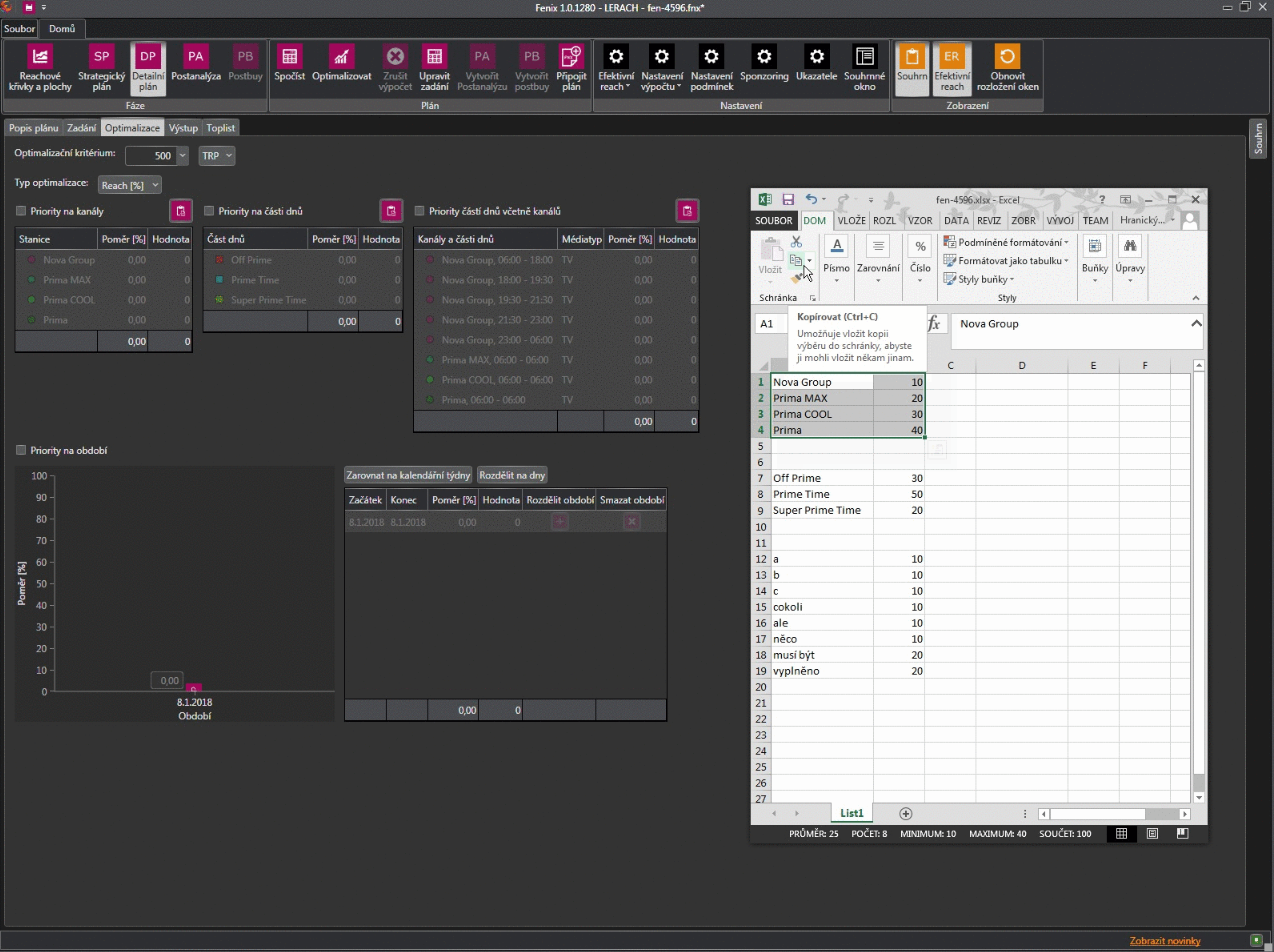 Fenix 1.0.1280 - LERACH - fen-4596.fnx*
Soubor Domů
SP DP PA PB PA PB ER
Reachové křivky a plochy
Strategický plán
Detailní plán
Postanalýza
Postbuy
Spočíst
Optimalizovat
Zrušit výpočet
Upravit zadání
Vytvořit Postanalýzu
Vytvořit postbuy
Připojit plán
Efektivní reach
Nastavení výpočtu
Nastavení podmínek
Sponzoring
Ukazatele
Souhrnné okno
Souhrn
Efektivní reach
Obnovit rozložení oken
Fáze Plán Nastavení Zobrazení
Popis plánu Zadání Optimalizace Výstup Toplist
Souhrn
Optimalizační kritérium: 500 TRP
Typ optimalizace: Reach [%]
Priority na kanály
Stanice Poměr [%] Hodnota
Nova Group 0,00 0
Prima MAX 0,00 0
Prima COOL 0,00 0
Prima 0,00 0
0,00 0
Priority na části dnů
Část dnů Poměr [%] Hodnota
Off Prime 0,00 0
Prime Time 0,00 0
Super Prime Time 0,00 0
0,00 0
Priority částí dnů včetně kanálů
Kanály a části dnů Médiatyp Poměr [%] Hodnota
Nova Group, 06:00 - 18:00 TV 0,00 0
Nova Group, 18:00 - 19:30 TV 0,00 0
Nova Group, 19:30 - 21:30 TV 0,00 0
Nova Group, 21:30 - 23:00 TV 0,00 0
Nova Group, 23:00 - 06:00 TV 0,00 0
Prima MAX, 06:00 - 06:00 TV 0,00 0
Prima COOL, 06:00 - 06:00 TV 0,00 0
Prima, 06:00 - 06:00 TV 0,00 0
0,00 0
Priority na období
100
90
80
70
60
50
40
30
20
10
0
Poměr [%]
0,00
0
8.1.2018
Období
Zarovnat na kalendářní týdny Rozdělit na dny
Začátek Konec Poměr [%] Hodnota Rozdělit období Smazat období
8.1.2018 8.1.2018 0,00 0
0,00 0
fen-4596.xlsx - Excel
SOUBOR DOM VLOŽE ROZL VZOR DATA REVIZ ZOBR VÝVOJ TEAM Hranický...
Vložit
Schránka
Písmo
Zarovnání
%
Číslo
Podmíněné formátování
Formátovat jako tabulku
Styly buňky
Styly
Buňky
Úpravy
A1 fx Nova Group
Kopírovat (Ctrl+C)
Umožňuje vložit kopii
výběru do schránky, abyste
ji mohli vložit někam jinam.
C D E F
1 Nova Group 10
2 Prima MAX 20
3 Prima COOL 30
4 Prima 40
5
6
7 Off Prime 30
8 Prime Time 50
9 Super Prime Time 20
10
11
12 a 10
13 b 10
14 c 10
15 cokoli 10
16 ale 10
17 něco 10
18 musí být 20
19 vyplněno 20
20
21
22
23
24
25
26
27
List1
PRŮMĚR: 25 POČET: 8 MINIMUM: 10 MAXIMUM: 40 SOUČET: 100
Zobrazit novinky